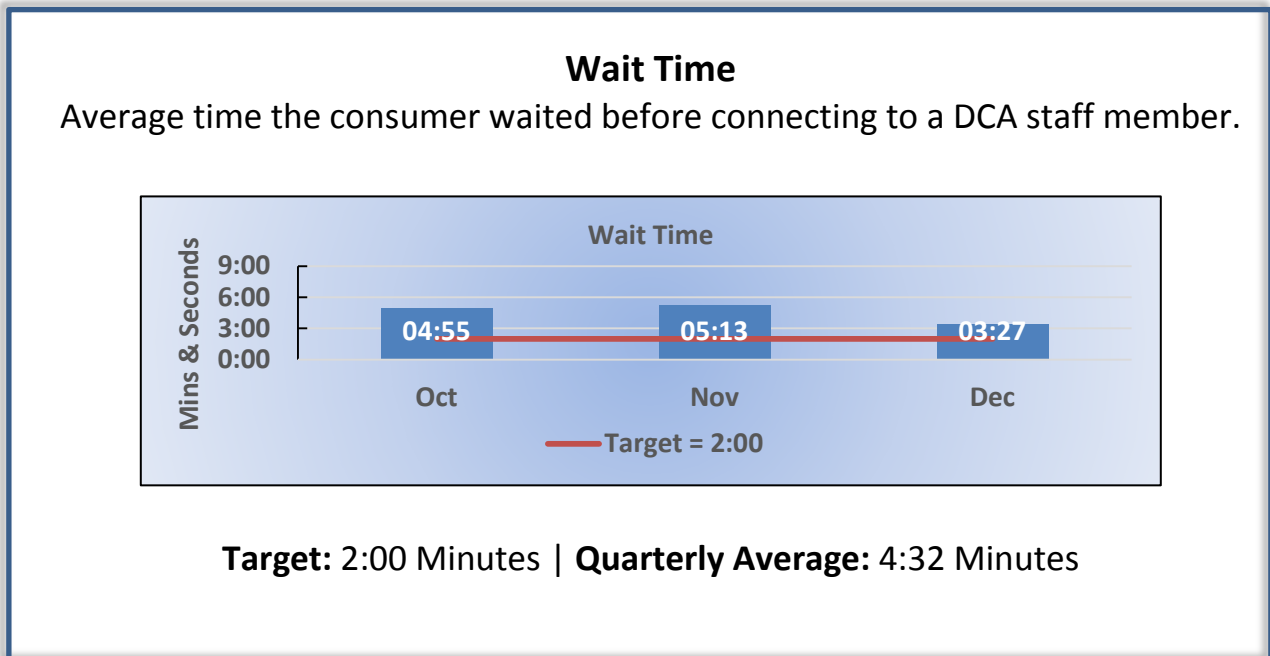 Wait Time
Average time the consumer waited before connecting to a DCA staff member.
Wait Time
Mins & Seconds
9:00
6:00
3:00
0:00
04:55
05:13
03:27
Oct
Nov
Dec
Target = 2:00
Target: 2:00 Minutes | Quarterly Average: 4:32 Minutes